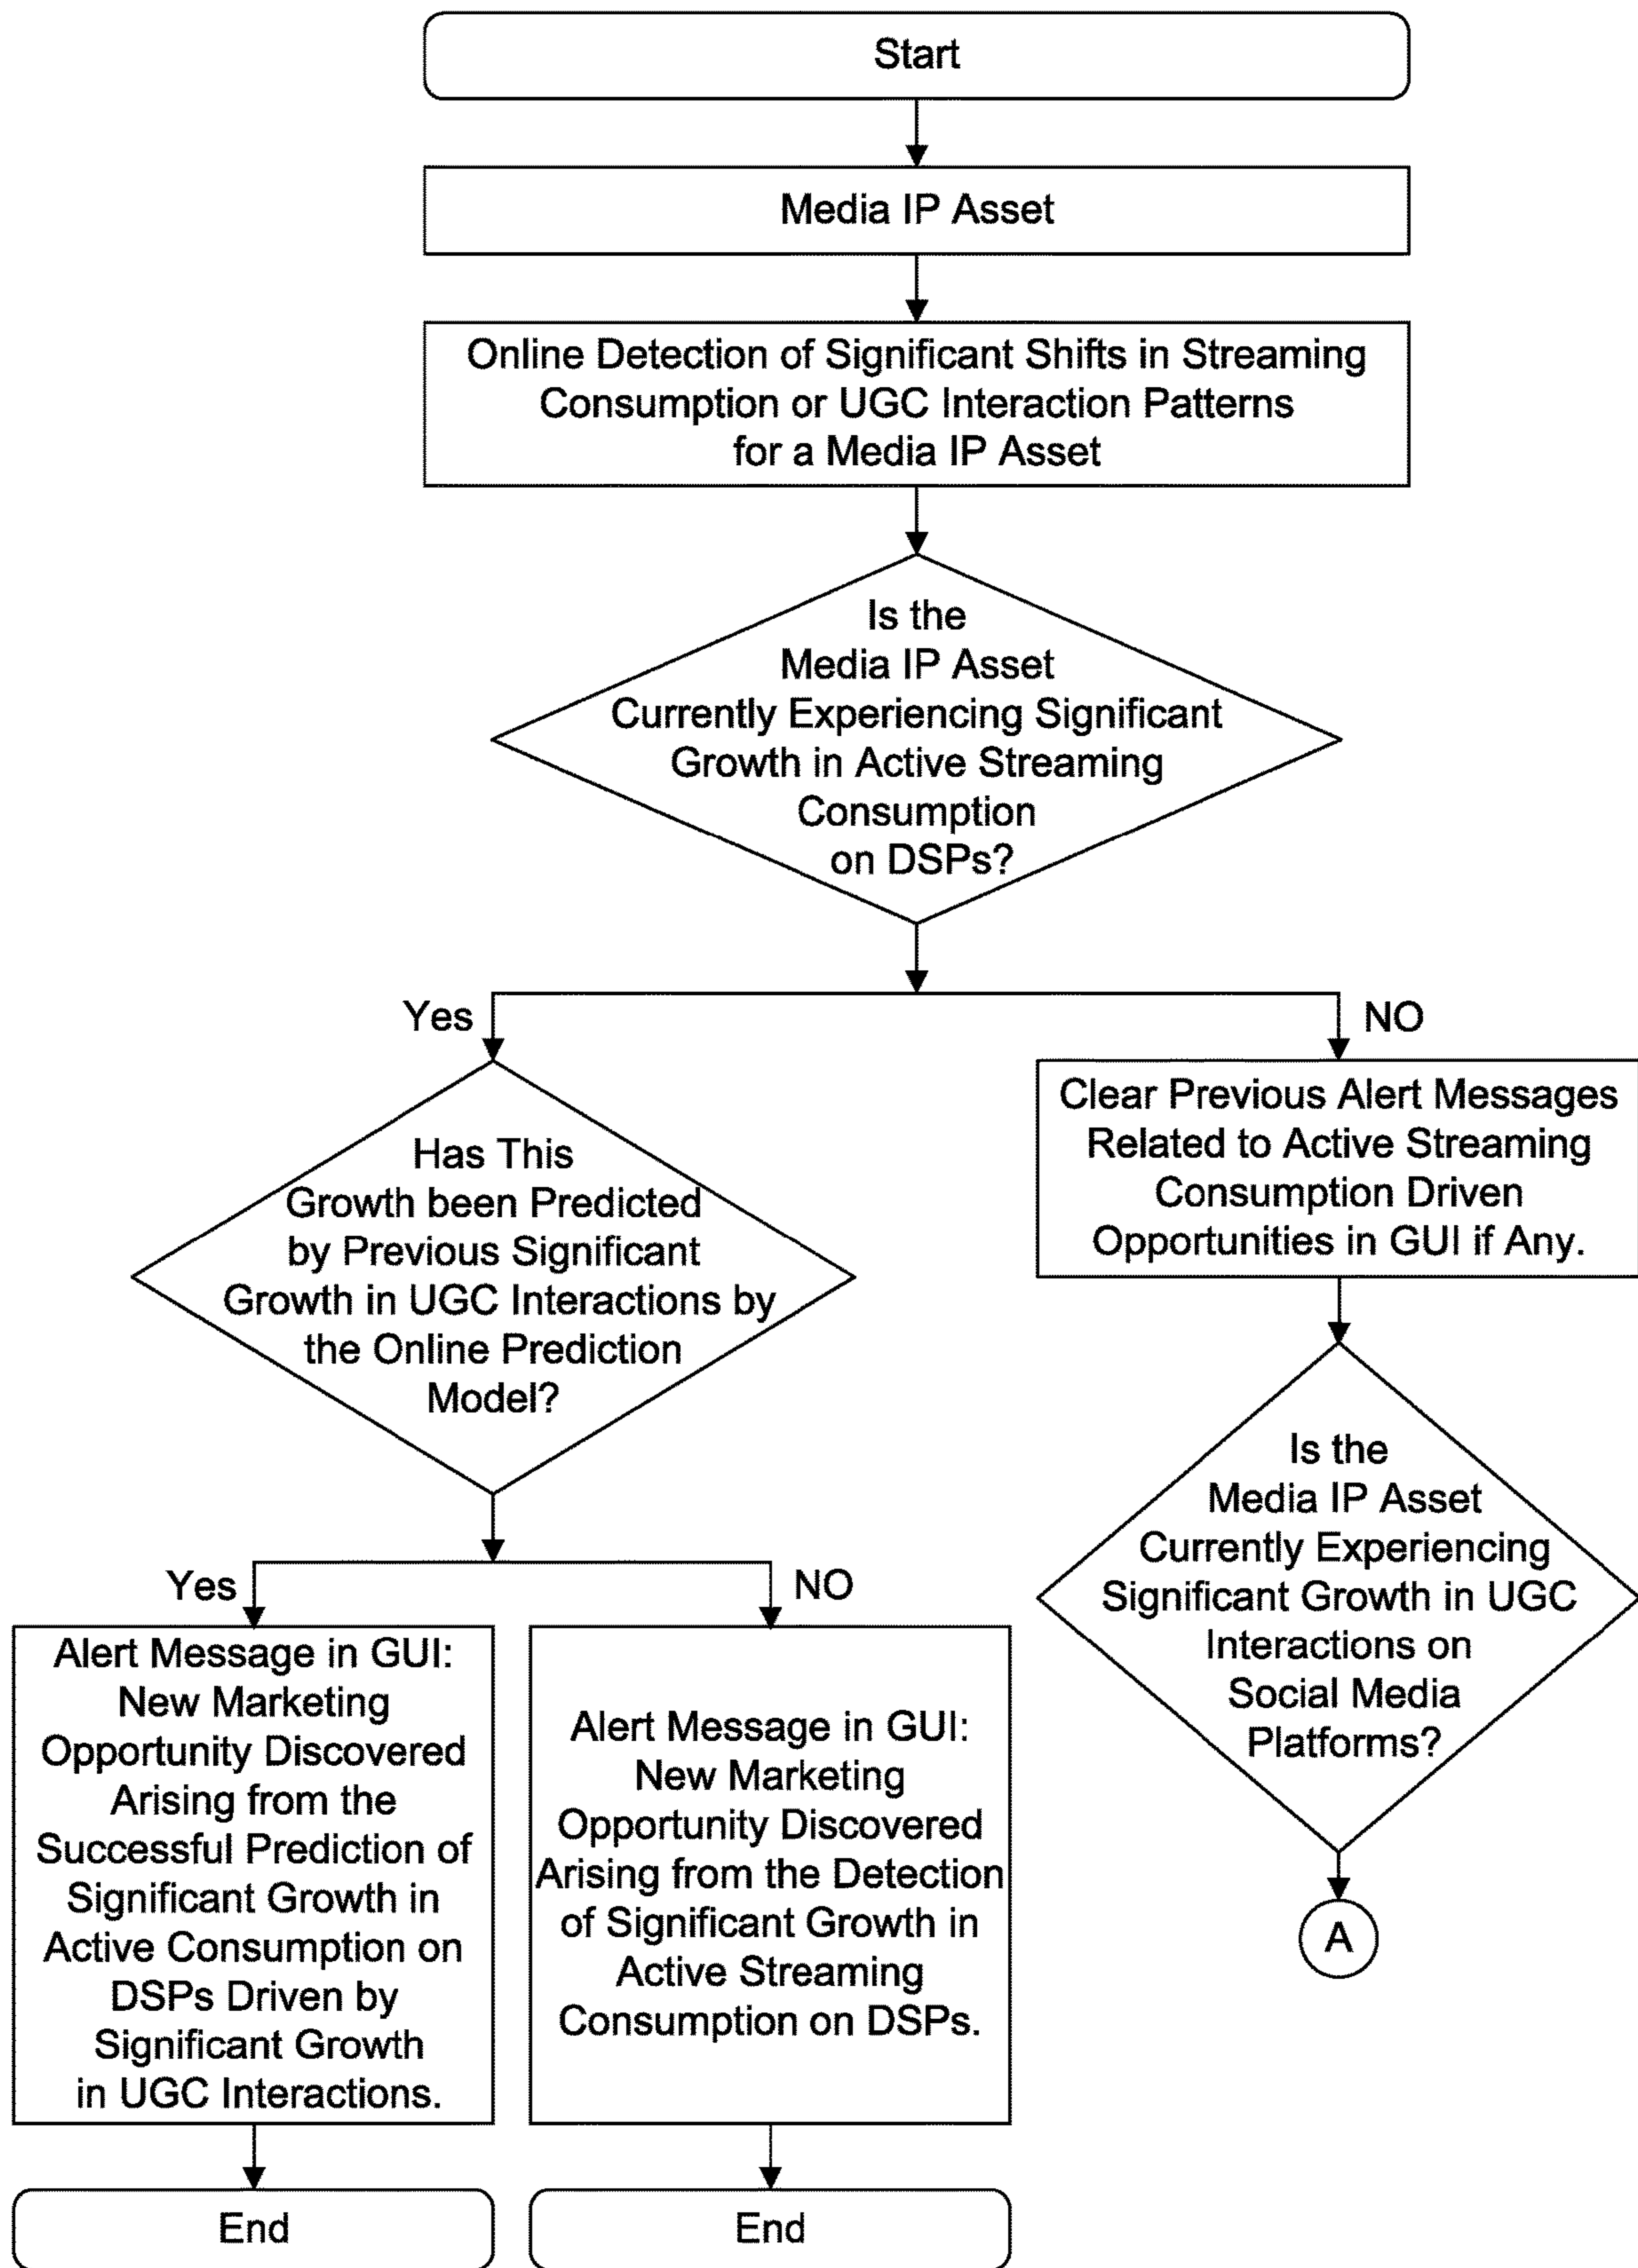 Start
Media IP Asset
Online Detection of Significant Shifts in Streaming
Consumption or UGC Interaction Patterns
for a Media IP Asset
Is the
Media IP Asset
Currently Experiencing Significant
Growth in Active Streaming
Consumption
on DSPs?
Yes
NO
Has This
Growth been Predicted
by Previous Significant
Growth in UGC Interactions by
the Online Prediction
Model?
Clear Previous Alert Messages
Related to Active Streaming
Consumption Driven
Opportunities in GUI if Any.
Is the
Media IP Asset
Currently Experiencing
Significant Growth in UGC
Interactions on
Social Media
Platforms?
A
Yes
NO
Alert Message in GUI:
New Marketing
Opportunity Discovered
Arising from the
Successful Prediction of
Significant Growth in
Active Consumption on
DSPs Driven by
Significant Growth
in UGC Interactions.
Alert Message in GUI:
New Marketing
Opportunity Discovered
Arising from the Detection
of Significant Growth in
Active Streaming
Consumption on DSPs.
End
End